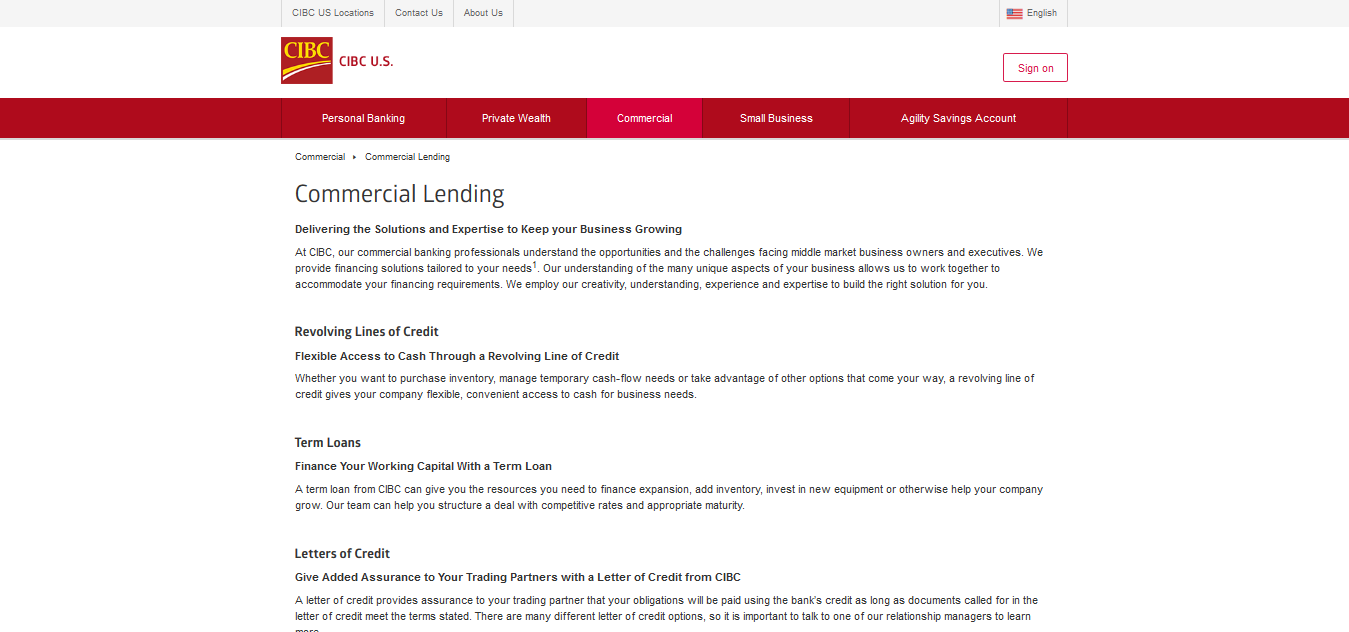 CIBC US Locations
Contact Us
About Us
English
CIBC
CIBC U.S.
Sign on
Personal Banking
Private Wealth
Commercial
Small Business
Agility Savings Account
Commercial ▸ Commercial Lending
Commercial Lending
Delivering the Solutions and Expertise to Keep your Business Growing
At CIBC, our commercial banking professionals understand the opportunities and the challenges facing middle market business owners and executives. We
provide financing solutions tailored to your needs1. Our understanding of the many unique aspects of your business allows us to work together to
accommodate your financing requirements. We employ our creativity, understanding, experience and expertise to build the right solution for you.
Revolving Lines of Credit
Flexible Access to Cash Through a Revolving Line of Credit
Whether you want to purchase inventory, manage temporary cash-flow needs or take advantage of other options that come your way, a revolving line of
credit gives your company flexible, convenient access to cash for business needs.
Term Loans
Finance Your Working Capital With a Term Loan
A term loan from CIBC can give you the resources you need to finance expansion, add inventory, invest in new equipment or otherwise help your company
grow. Our team can help you structure a deal with competitive rates and appropriate maturity.
Letters of Credit
Give Added Assurance to Your Trading Partners with a Letter of Credit from CIBC
A letter of credit provides assurance to your trading partner that your obligations will be paid using the bank's credit as long as documents called for in the
letter of credit meet the terms stated. There are many different letter of credit options, so it is important to talk to one of our relationship managers to learn